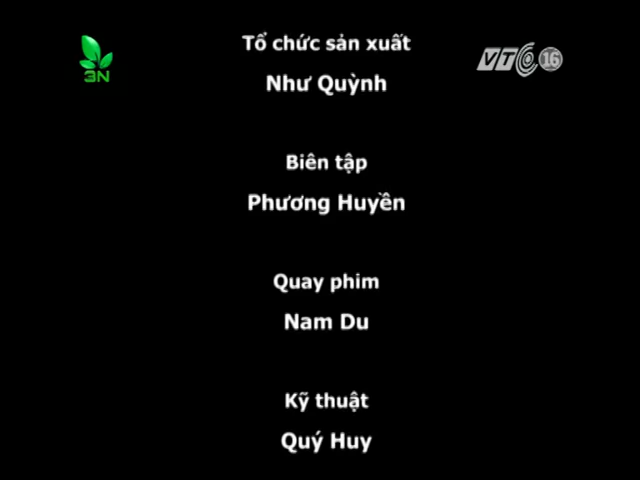 Tổ chức sản xuất
3N
VTC 16
Như Quỳnh
Biên tập
Phương Huyền
Quay phim
Nam Du
Kỹ thuật
Quý Huy